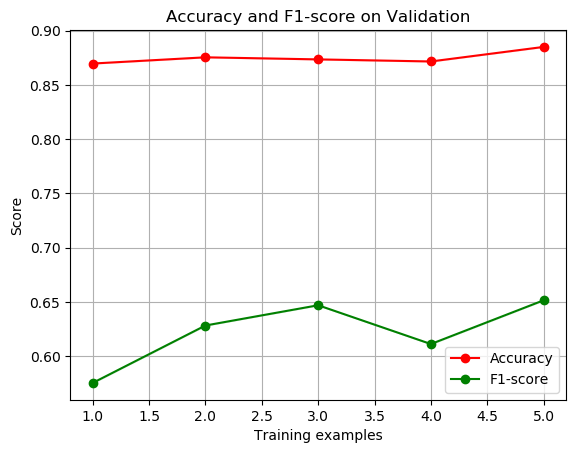 Accuracy and F1-score on Validation
0.90
0.85
0.80
0.75
0.70
0.65
0.60
Score
Accuracy
F1-score
1.0 1.5 2.0 2.5 3.0 3.5 4.0 4.5 5.0
Training examples